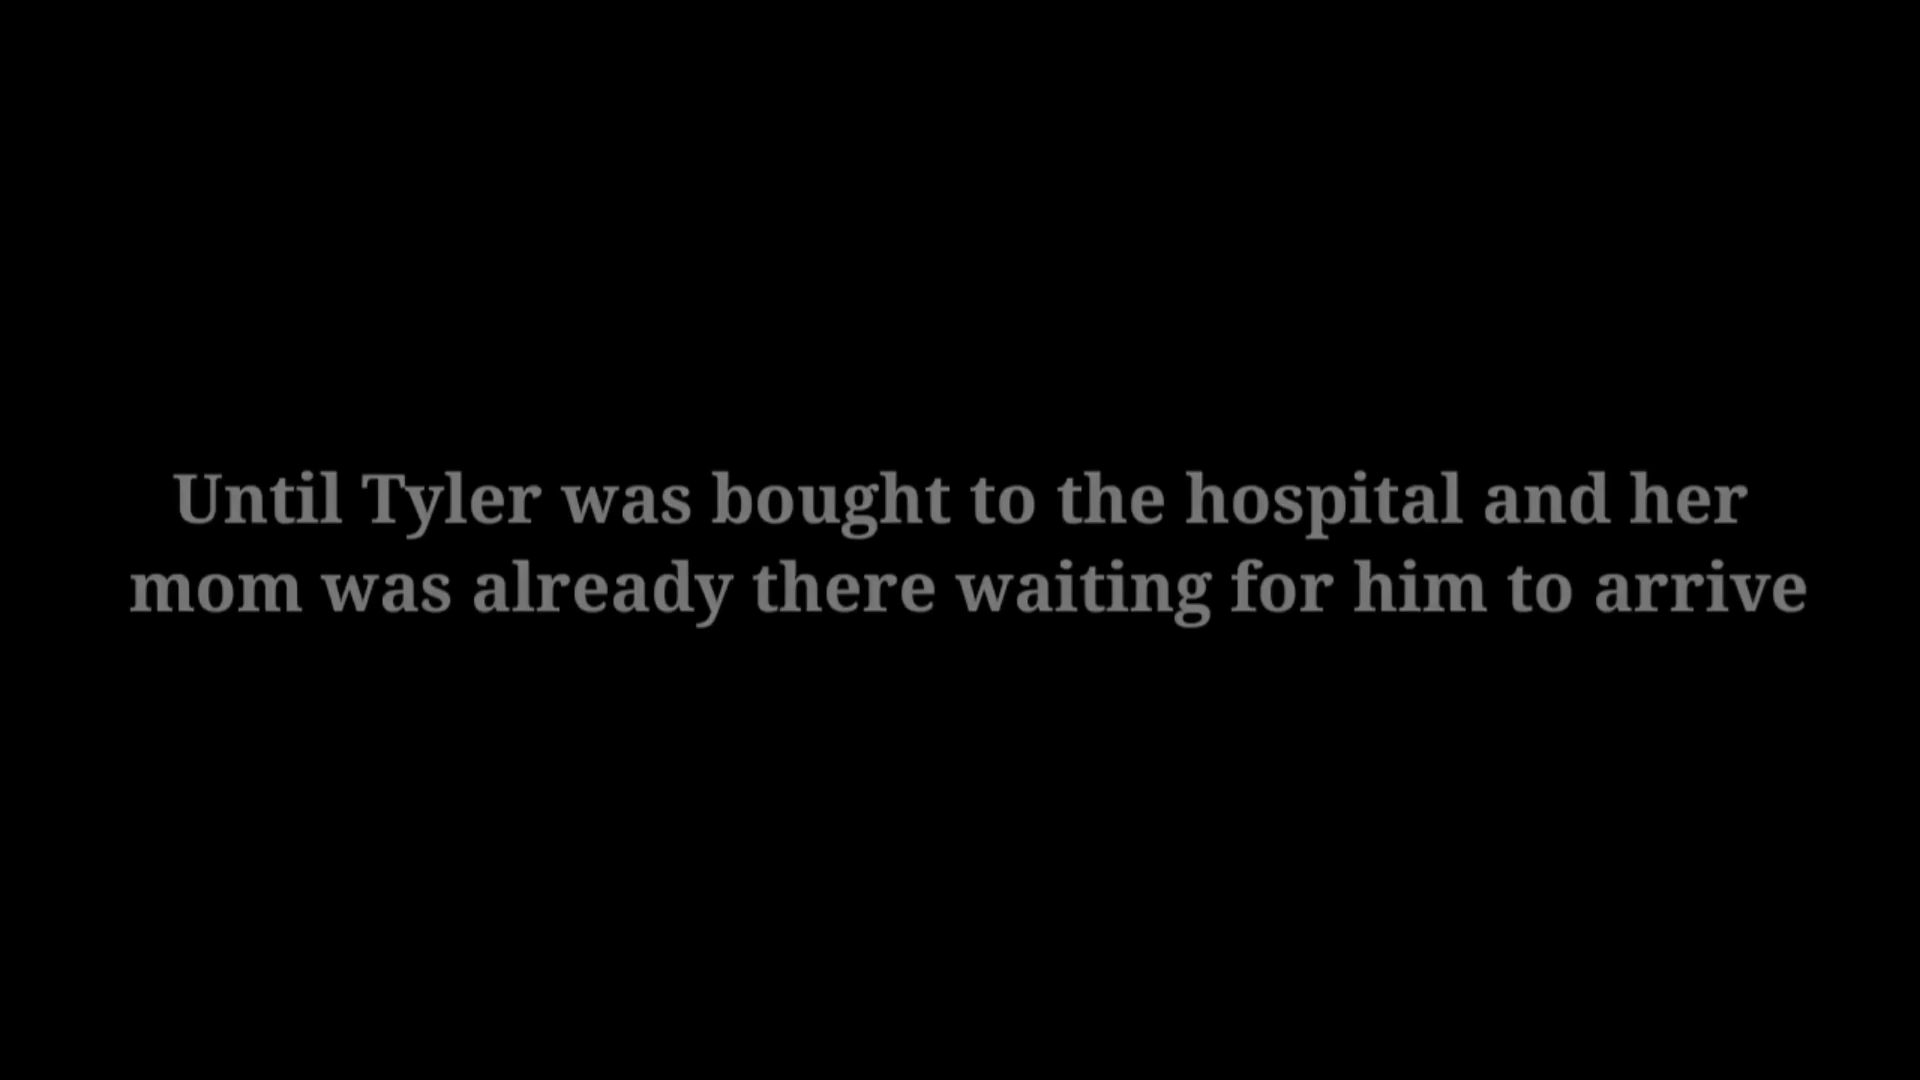 Until Tyler was bought to the hospital and her
mom was already there waiting for him to arrive